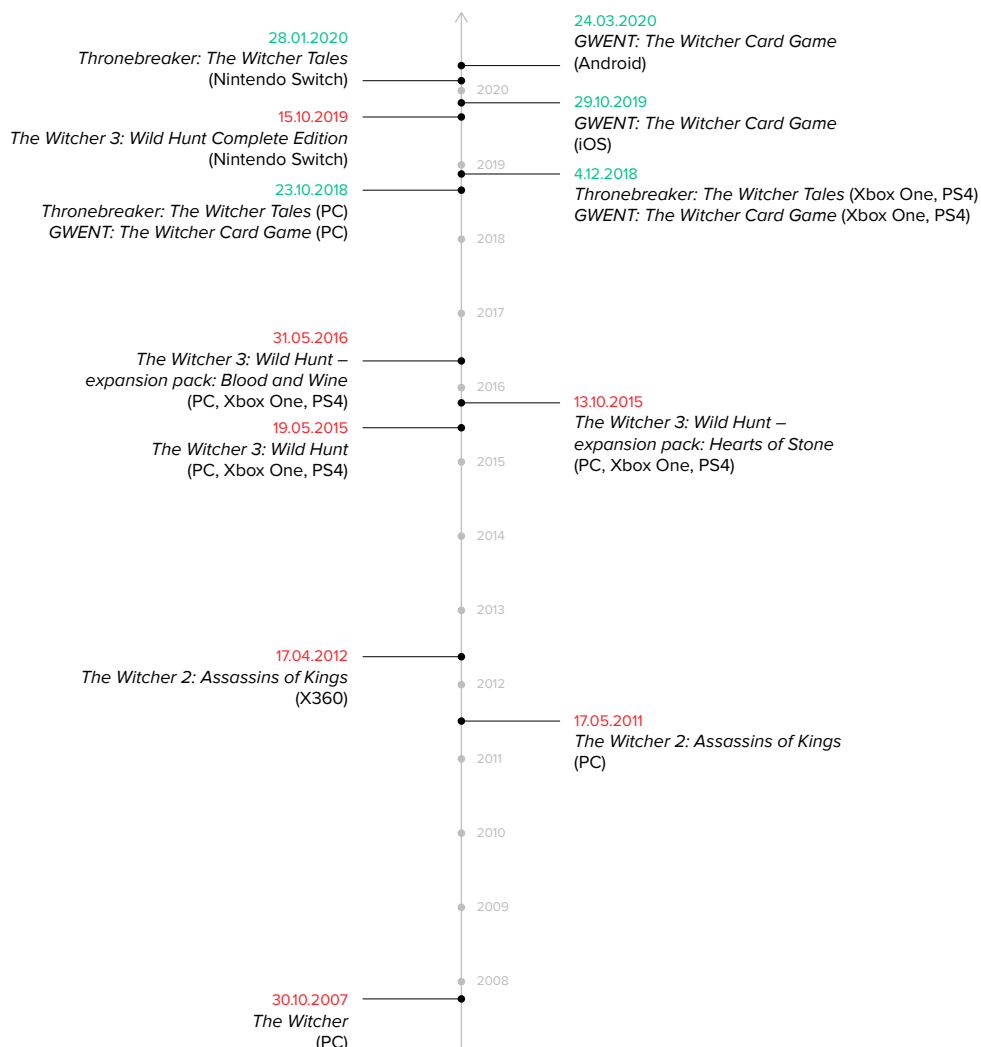 24.03.2020
GWENT: The Witcher Card Game
(Android)
28.01.2020
Thronebreaker: The Witcher Tales
(Nintendo Switch)
2020
29.10.2019
GWENT: The Witcher Card Game
(iOS)
15.10.2019
The Witcher 3: Wild Hunt Complete Edition
(Nintendo Switch)
2019
4.12.2018
Thronebreaker: The Witcher Tales (Xbox One, PS4)
GWENT: The Witcher Card Game (Xbox One, PS4)
23.10.2018
Thronebreaker: The Witcher Tales (PC)
GWENT: The Witcher Card Game (PC)
2018
2017
31.05.2016
The Witcher 3: Wild Hunt –
expansion pack: Blood and Wine
(PC, Xbox One, PS4)
2016
13.10.2015
The Witcher 3: Wild Hunt –
expansion pack: Hearts of Stone
(PC, Xbox One, PS4)
19.05.2015
The Witcher 3: Wild Hunt
(PC, Xbox One, PS4)
2015
2014
2013
17.04.2012
The Witcher 2: Assassins of Kings
(X360)
2012
17.05.2011
The Witcher 2: Assassins of Kings
(PC)
2011
2010
2009
2008
30.10.2007
The Witcher
(PC)